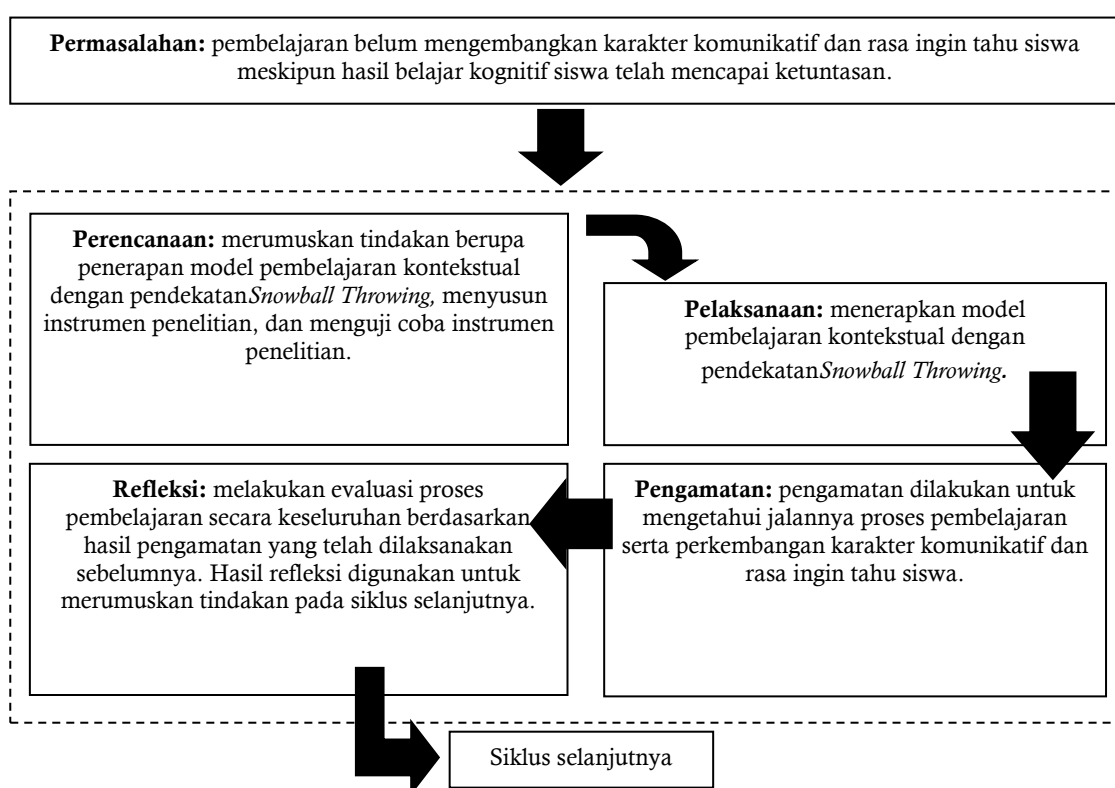 Permasalahan: pembelajaran belum mengembangkan karakter komunikatif dan rasa ingin tahu siswa
meskipun hasil belajar kognitif siswa telah mencapai ketuntasan.
Perencanaan: merumuskan tindakan berupa
penerapan model pembelajaran kontekstual
dengan pendekatanSnowball Throwing, menyusun
instrumen penelitian, dan menguji coba instrumen
penelitian.
Pelaksanaan: menerapkan model
pembelajaran kontekstual dengan
pendekatanSnowball Throwing.
Pengamatan: pengamatan dilakukan untuk
mengetahui jalannya proses pembelajaran
serta perkembangan karakter komunikatif dan
rasa ingin tahu siswa.
Refleksi: melakukan evaluasi proses
pembelajaran secara keseluruhan berdasarkan
hasil pengamatan yang telah dilaksanakan
sebelumnya. Hasil refleksi digunakan untuk
merumuskan tindakan pada siklus selanjutnya.
Siklus selanjutnya